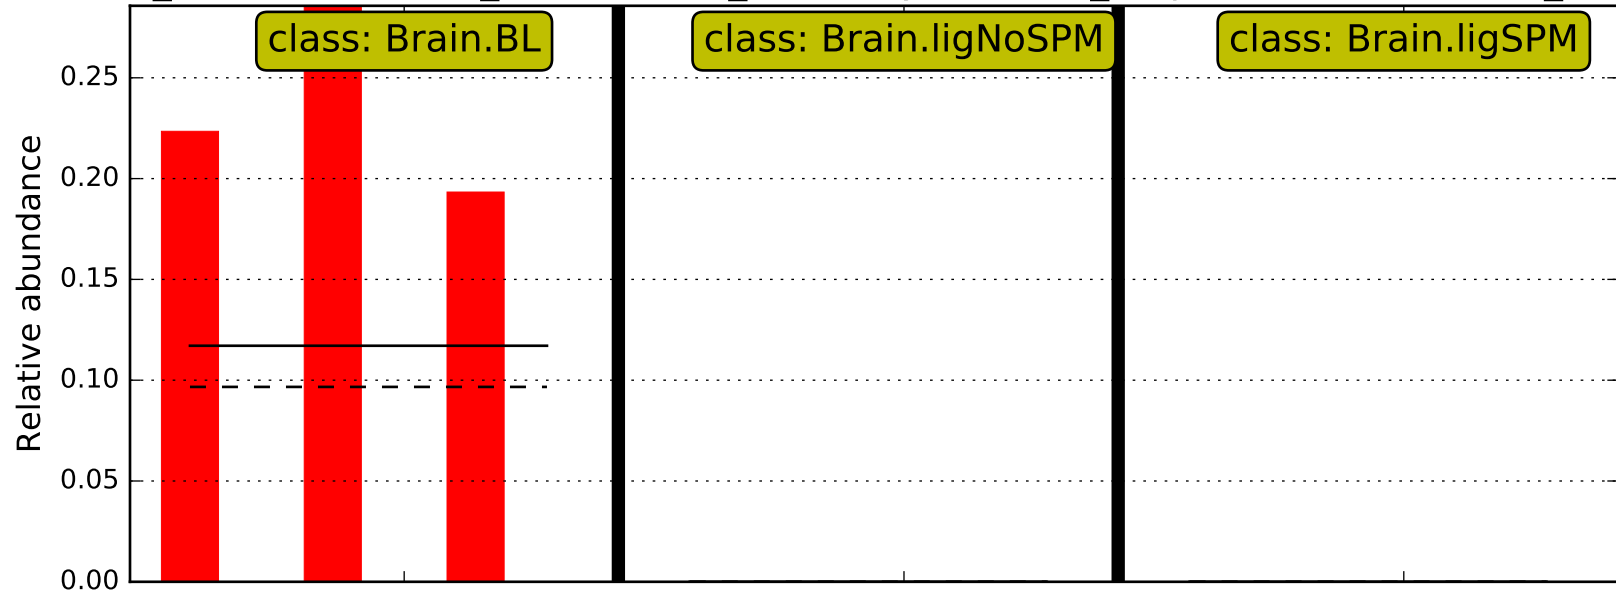 class: Brain.BL
class: Brain.ligNoSPM
class: Brain.ligSPM
Relative abundance
0.25
0.20
0.15
0.10
0.05
0.00